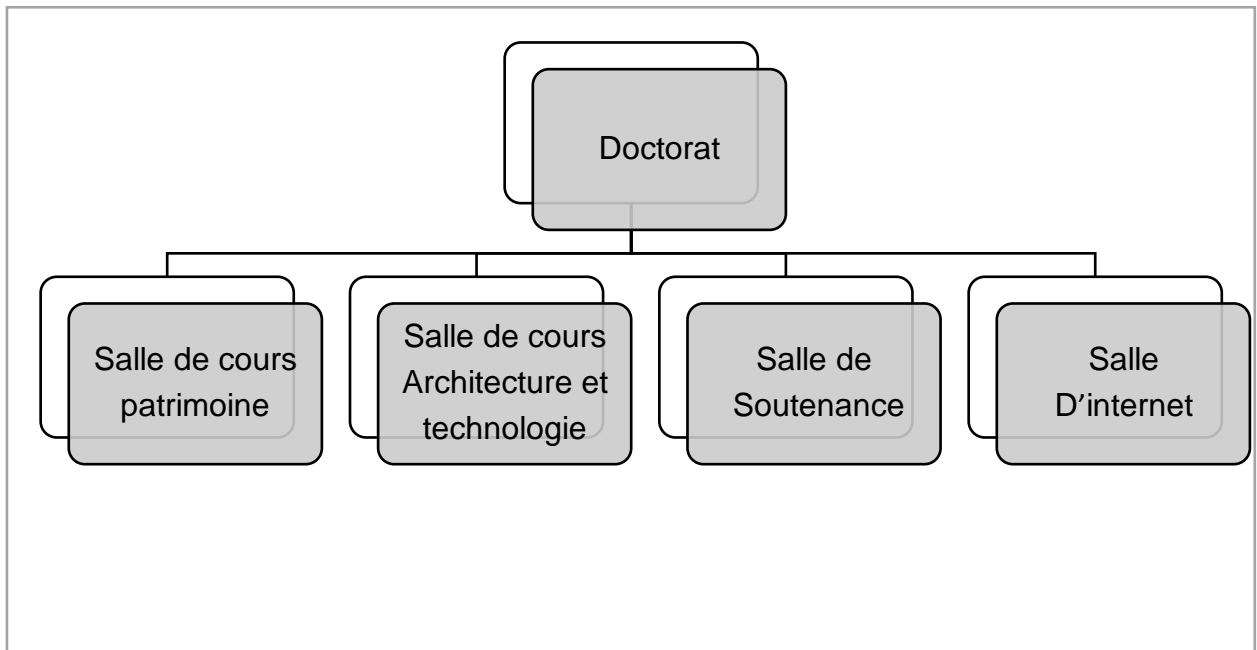 Doctorat
Salle de cours
patrimoine
Salle de cours
Architecture et
technologie
Salle de
Soutenance
Salle
D’internet